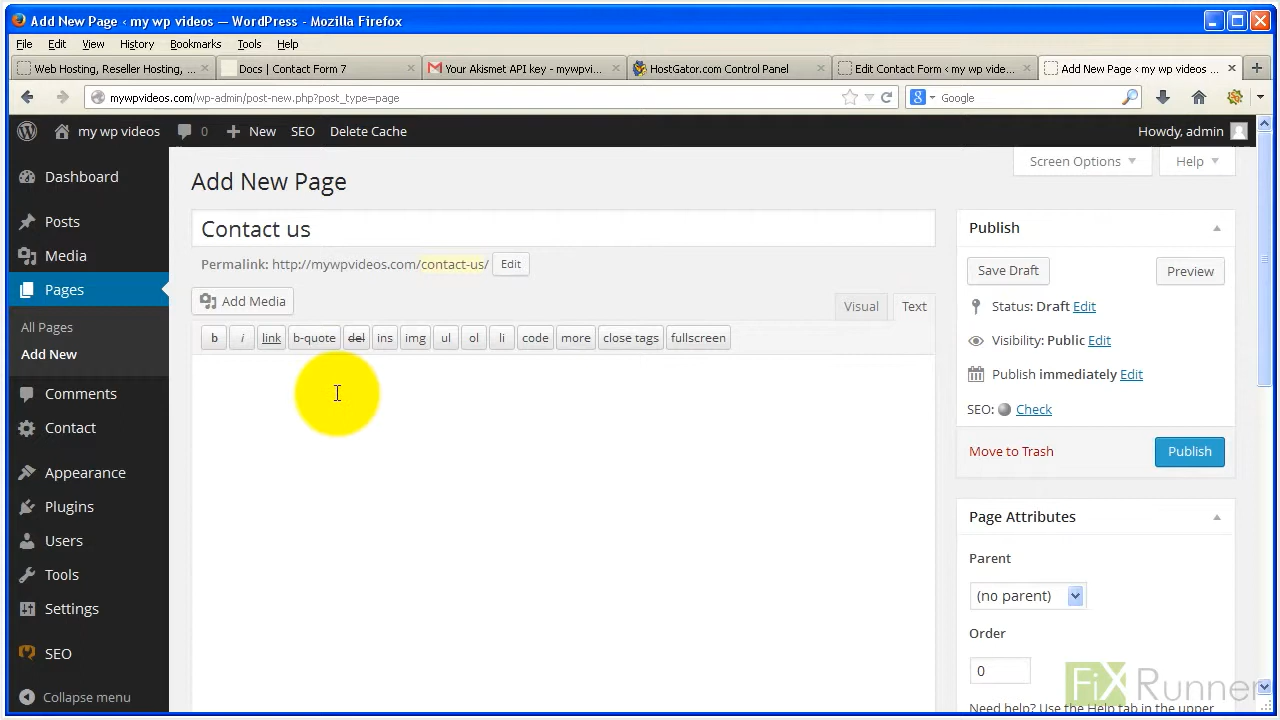 Add New Page ‹ my wp videos — WordPress - Mozilla Firefox
File Edit View History Bookmarks Tools Help
Web Hosting, Reseller Hosting, ... Docs | Contact Form 7 Your Akismet API key - mywpvi... HostGator.com Control Panel Edit Contact Form ‹ my wp vide... Add New Page ‹ my wp videos ...
mywpvideos.com/wp-admin/post-new.php?post_type=page Google
my wp videos 0 New SEO Delete Cache Howdy, admin
Screen Options Help
Dashboard
Posts
Media
Pages
All Pages
Add New
Comments
Contact
Appearance
Plugins
Users
Tools
Settings
SEO
Collapse menu
Add New Page
Contact us
Permalink: http://mywpvideos.com/contact-us/ Edit
Add Media Visual Text
b i link b-quote del ins img ul ol li code more close tags fullscreen
Publish
Save Draft Preview
Status: Draft Edit
Visibility: Public Edit
Publish immediately Edit
SEO: Check
Move to Trash Publish
Page Attributes
Parent
(no parent)
Order
0
Need help? Use the Help tab in the upper
FiX Runner